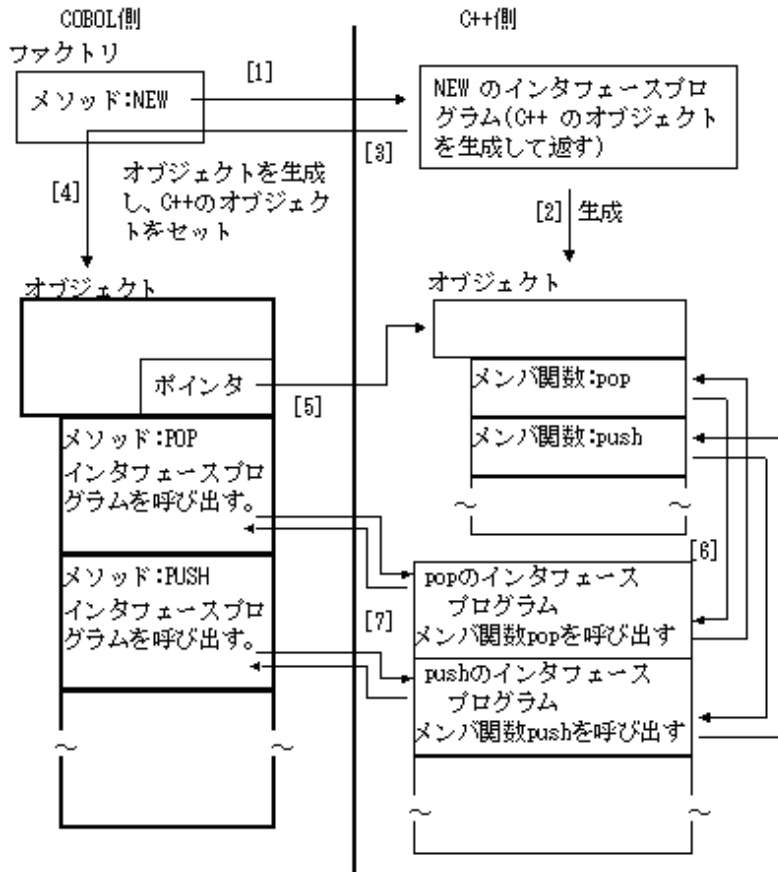 COBOL側
C++側
ファクトリ
メソッド:NEW
[1]
NEW のインタフェースプロ
グラム(C++ のオブジェクト
を生成して返す)
[3]
[4]
オブジェクトを生成
し、C++のオブジェク
トをセット
[2]
生成
オブジェクト
オブジェクト
ポインタ
[5]
メンバ関数:pop
メンバ関数:push
メソッド:POP
インタフェースプロ
グラムを呼び出す。
メソッド:PUSH
インタフェースプロ
グラムを呼び出す。
[6]
[7]
popのインタフェース
プログラム
メンバ関数popを呼び出す
pushのインタフェース
プログラム
メンバ関数pushを呼び出す